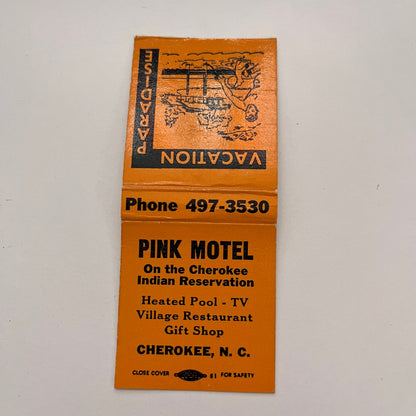 VACATION
PARADISE
Phone 497-3530
PINK MOTEL
On the Cherokee
Indian Reservation
Heated Pool - TV
Village Restaurant
Gift Shop
CHEROKEE, N. C.
CLOSE COVER 81 FOR SAFETY